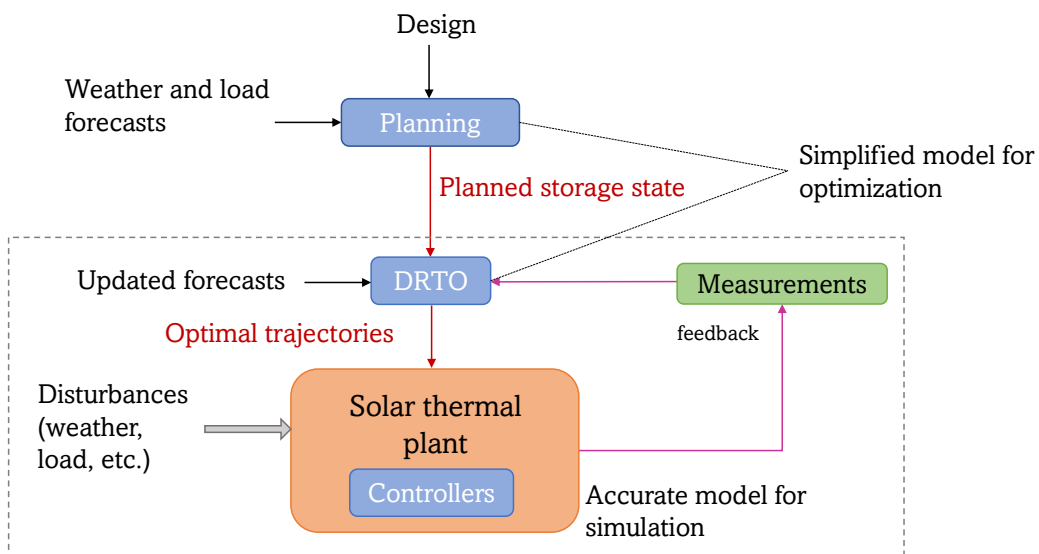 Design
Weather and load
forecasts
Planning
Simplified model for
optimization
Planned storage state
Updated forecasts
DRTO
Measurements
Optimal trajectories
feedback
Disturbances
(weather,
load, etc.)
Solar thermal
plant
Controllers
Accurate model for
simulation